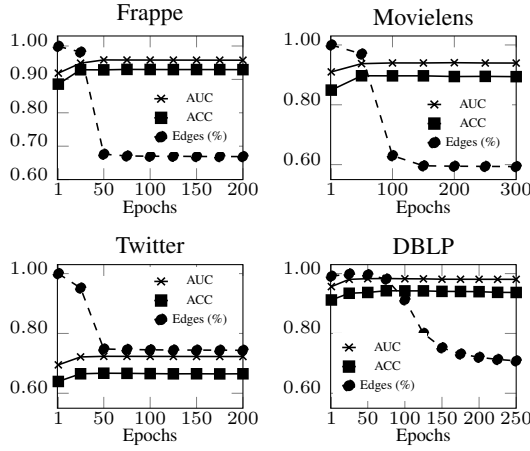 Frappe
1.00
0.90
0.80
0.70
0.60
AUC
ACC
Edges (%)
1 50 100 150 200
Epochs
Movielens
1.00
0.80
0.60
AUC
ACC
Edges (%)
1 100 200 300
Epochs
Twitter
1.00
0.80
0.60
AUC
ACC
Edges (%)
1 50 100 150 200
Epochs
DBLP
1.00
0.80
0.60
AUC
ACC
Edges (%)
1 50 100 150 200 250
Epochs